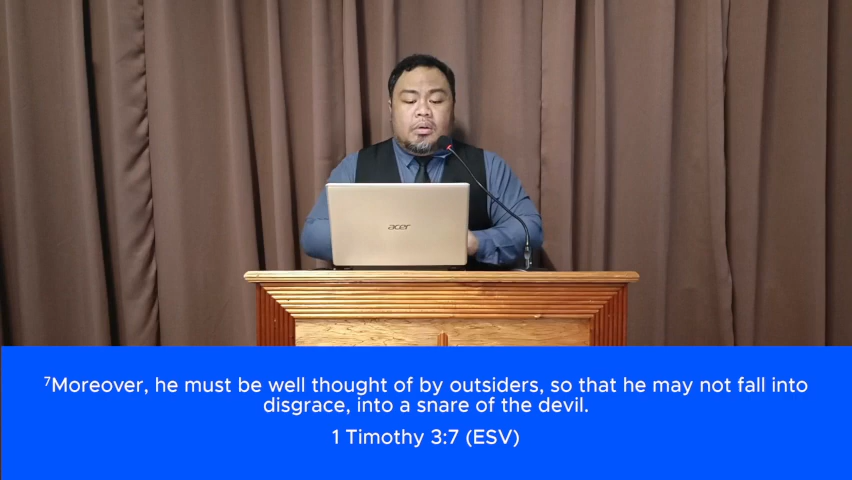 acer
⁷Moreover, he must be well thought of by outsiders, so that he may not fall into
disgrace, into a snare of the devil.
1 Timothy 3:7 (ESV)